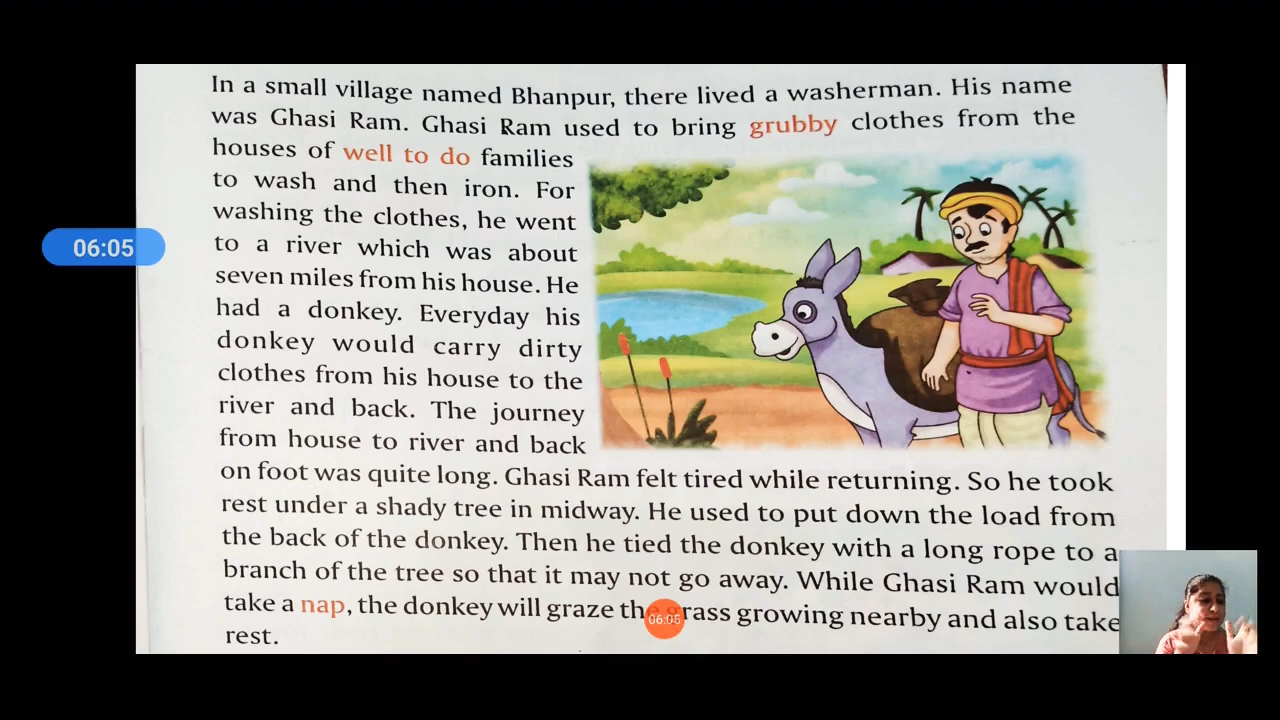 In a small village named Bhanpur, there lived a washerman. His name
was Ghasi Ram. Ghasi Ram used to bring grubby clothes from the
houses of well to do families
to wash and then iron. For
washing the clothes, he went
to a river which was about
06:05
seven miles from his house. He
had a donkey. Everyday his
donkey would carry dirty
clothes from his house to the
river and back. The journey
from house to river and back
on foot was quite long. Ghasi Ram felt tired while returning. So he took
rest under a shady tree in midway. He used to put down the load from
the back of the donkey. Then he tied the donkey with a long rope to a
branch of the tree so that it may not go away. While Ghasi Ram would
take a nap, the donkey will graze the grass growing nearby and also take
06:05
rest.